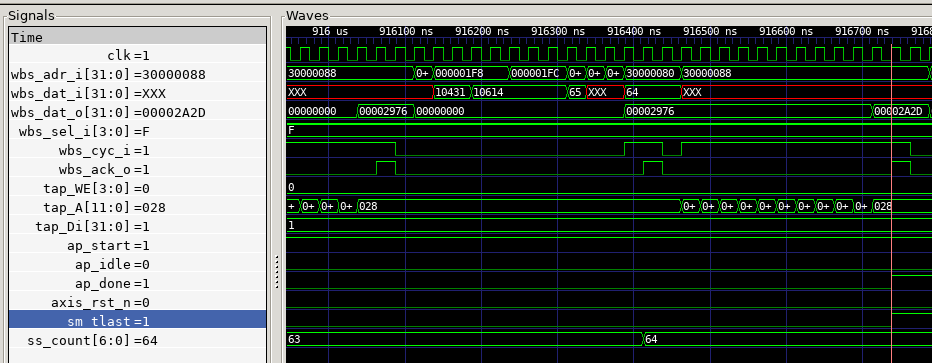 Signals
Waves
Time
916 us 916100 ns 916200 ns 916300 ns 916400 ns 916500 ns 916600 ns 916700 ns 9168
clk=1
wbs_adr_i[31:0]=30000088 30000088 0+ 000001F8 000001FC 0+ 0+ 0+ 30000080 30000088
wbs_dat_i[31:0]=XXX XXX 10431 10614 65 XXX 64 XXX
wbs_dat_o[31:0]=00002A2D 00000000 00002976 00000000 00002976 00002A2D
wbs_sel_i[3:0]=F F
wbs_cyc_i=1
wbs_ack_o=1
tap_WE[3:0]=0 0
tap_A[11:0]=028 + 0+ 0+ 0+ 028 0+ 0+ 0+ 0+ 0+ 0+ 0+ 0+ 0+ 0+ 028
tap_Di[31:0]=1 1
ap_start=1
ap_idle=0
ap_done=1
axis_rst_n=0
sm_tlast=1
ss_count[6:0]=64 63 64